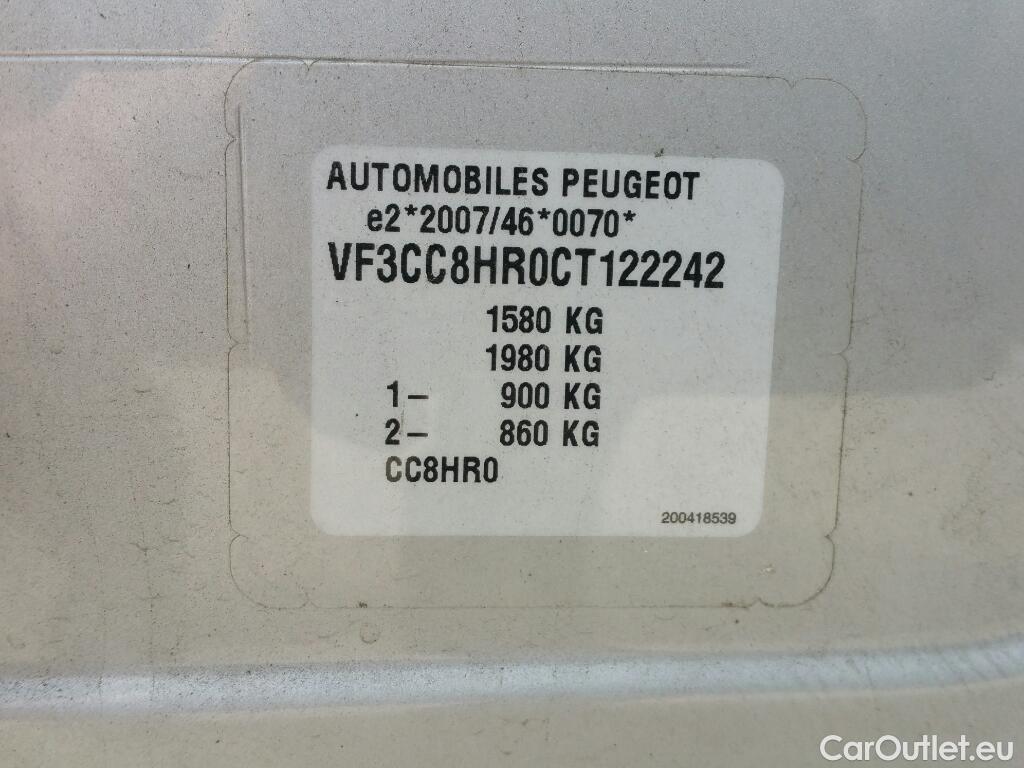 AUTOMOBILES PEUGEOT
e2*2007/46*0070*
VF3CC8HR0CT122242
1580 KG
1980 KG
1– 900 KG
2– 860 KG
CC8HR0
200418539
CarOutlet.eu